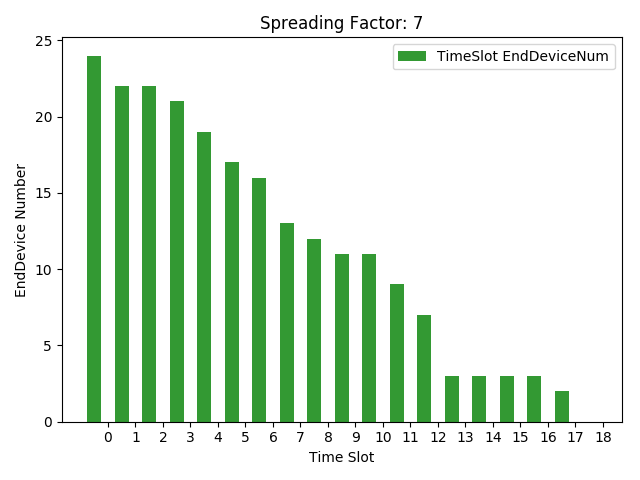 Spreading Factor: 7
TimeSlot EndDeviceNum
EndDevice Number
25
20
15
10
5
0
0 1 2 3 4 5 6 7 8 9 10 11 12 13 14 15 16 17 18
Time Slot